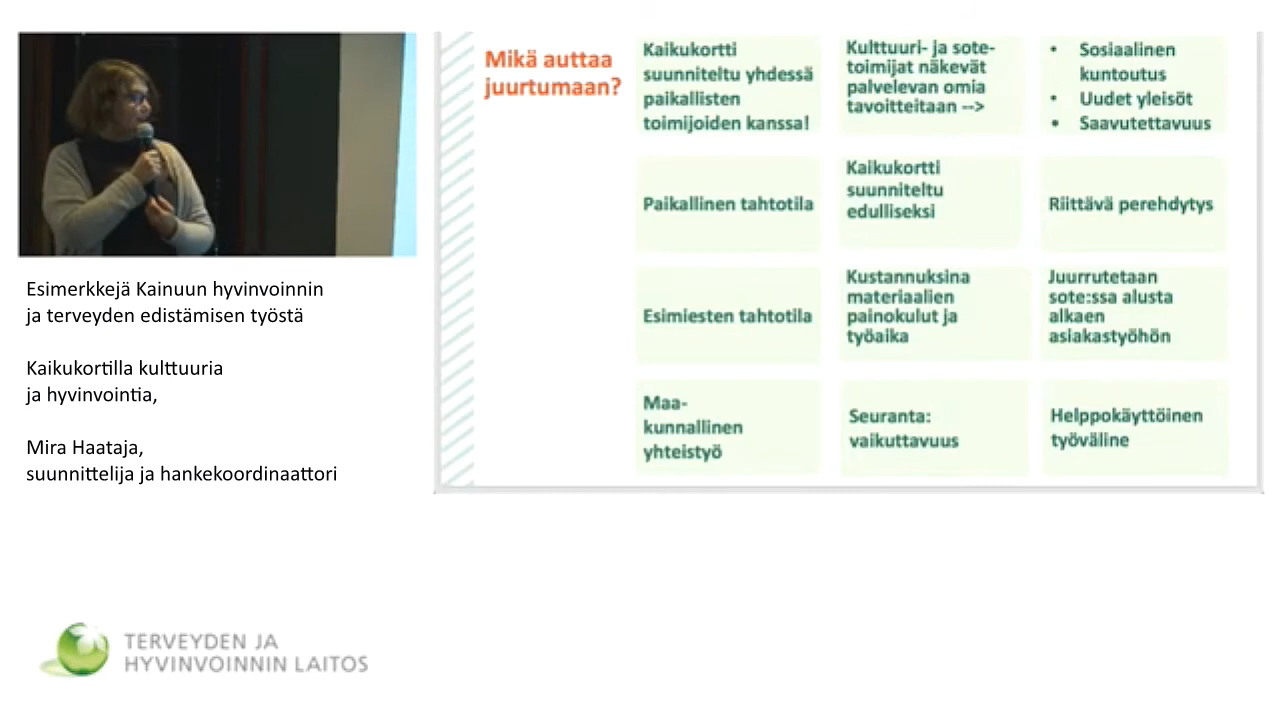 Mikä auttaa
juurtumaan?
Kaikukortti
suunniteltu yhdessä
paikallisten
toimijoiden kanssa!
Kulttuuri- ja sote-
toimijat näkevät
palvelevan omia
tavoitteitaan -->
• Sosiaalinen
kuntoutus
• Uudet yleisöt
• Saavutettavuus
Paikallinen tahtotila
Kaikukortti
suunniteltu
edulliseksi
Riittävä perehdytys
Esimiesten tahtotila
Kustannuksina
materiaalien
painokulut ja
työaika
Juurrutetaan
sote:ssa alusta
alkaen
asiakastyöhön
Maa-
kunnallinen
yhteistyö
Seuranta:
vaikuttavuus
Helppokäyttöinen
työväline
Esimerkkejä Kainuun hyvinvoinnin
ja terveyden edistämisen työstä
Kaikukortilla kulttuuria
ja hyvinvointia,
Mira Haataja,
suunnittelija ja hankekoordinaattori
TERVEYDEN JA
HYVINVOINNIN LAITOS